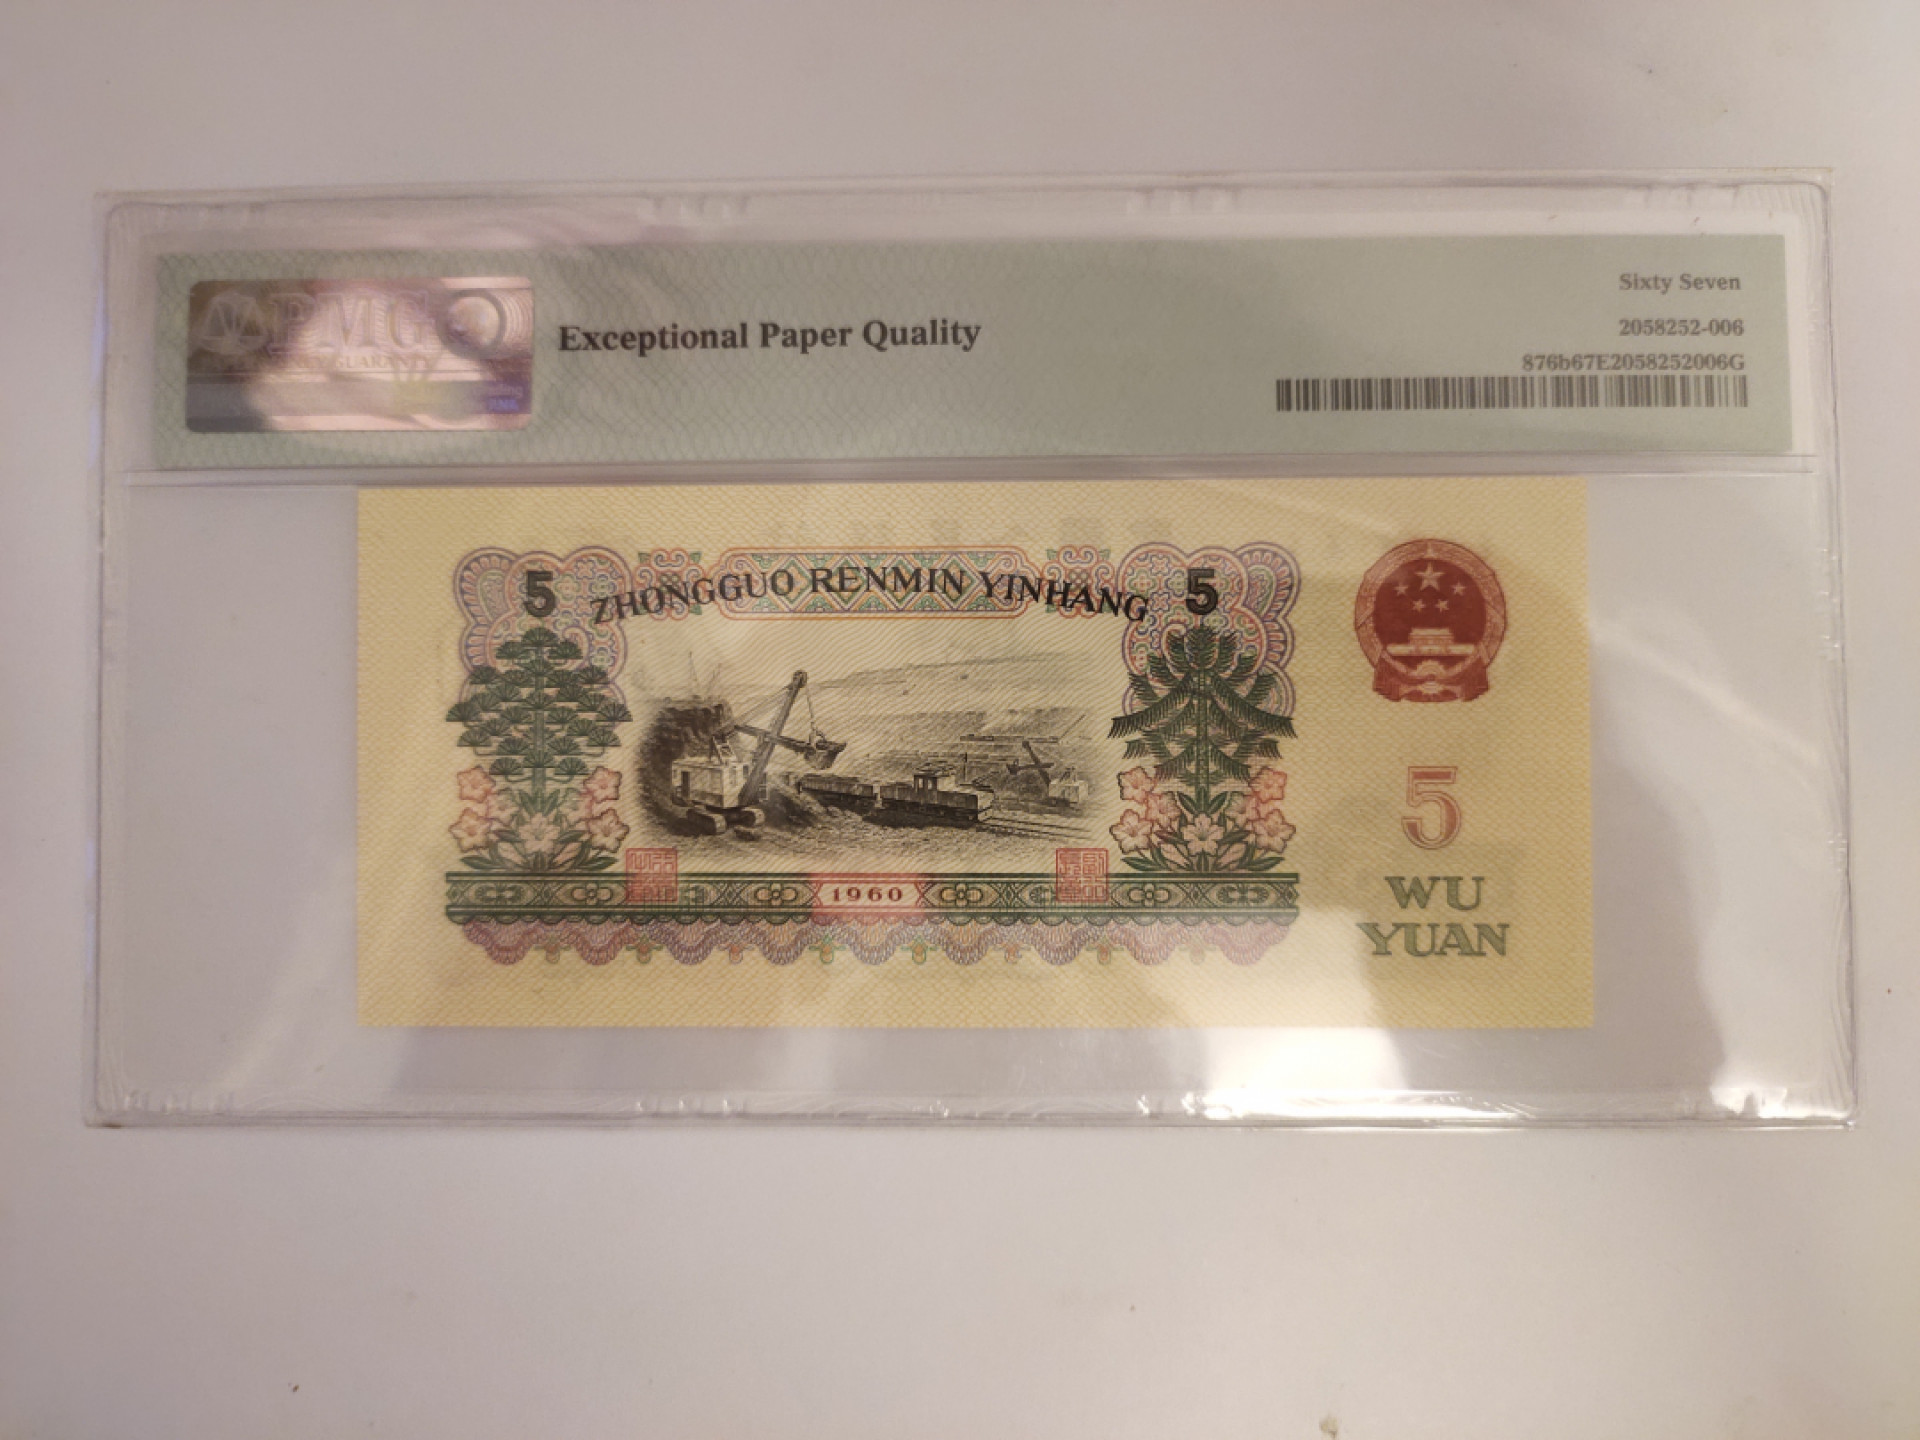 PMG
Exceptional Paper Quality
Sixty Seven
2058252-006
876b67E2058252006G
5 ZHONGGUO RENMIN YINHANG 5
1960
5
WU
YUAN